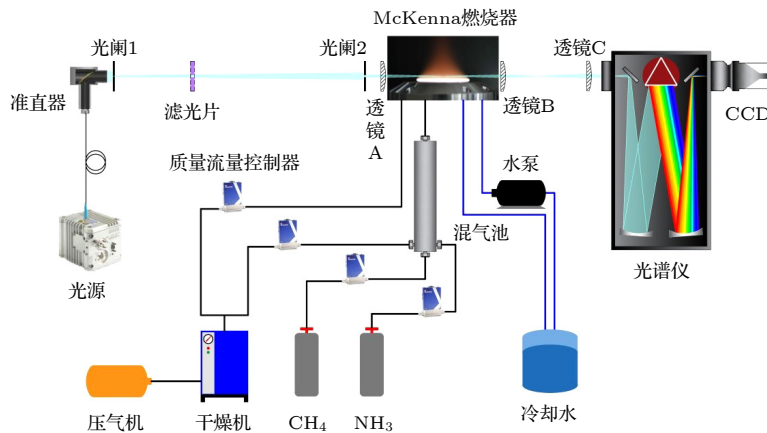 McKenna燃烧器
光阑1
光阑2
透镜C
准直器
滤光片
透镜A
透镜B
CCD
质量流量控制器
水泵
混气池
光谱仪
光源
压气机
干燥机
CH₄
NH₃
冷却水